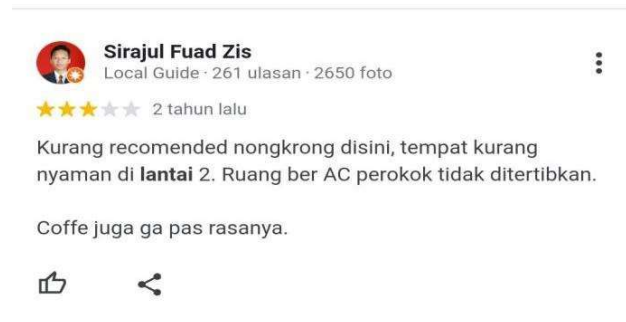 Sirajul Fuad Zis
Local Guide · 261 ulasan · 2650 foto
2 tahun lalu
Kurang recomended nongkrong disini, tempat kurang
nyaman di lantai 2. Ruang ber AC perokok tidak ditertibkan.
Coffe juga ga pas rasanya.